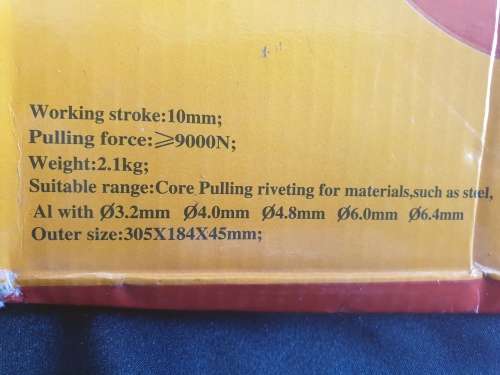 Working stroke:10mm;
Pulling force:⩾9000N;
Weight:2.1kg;
Suitable range:Core Pulling riveting for materials,such as steel,
Al with Ø3.2mm Ø4.0mm Ø4.8mm Ø6.0mm Ø6.4mm
Outer size:305X184X45mm;